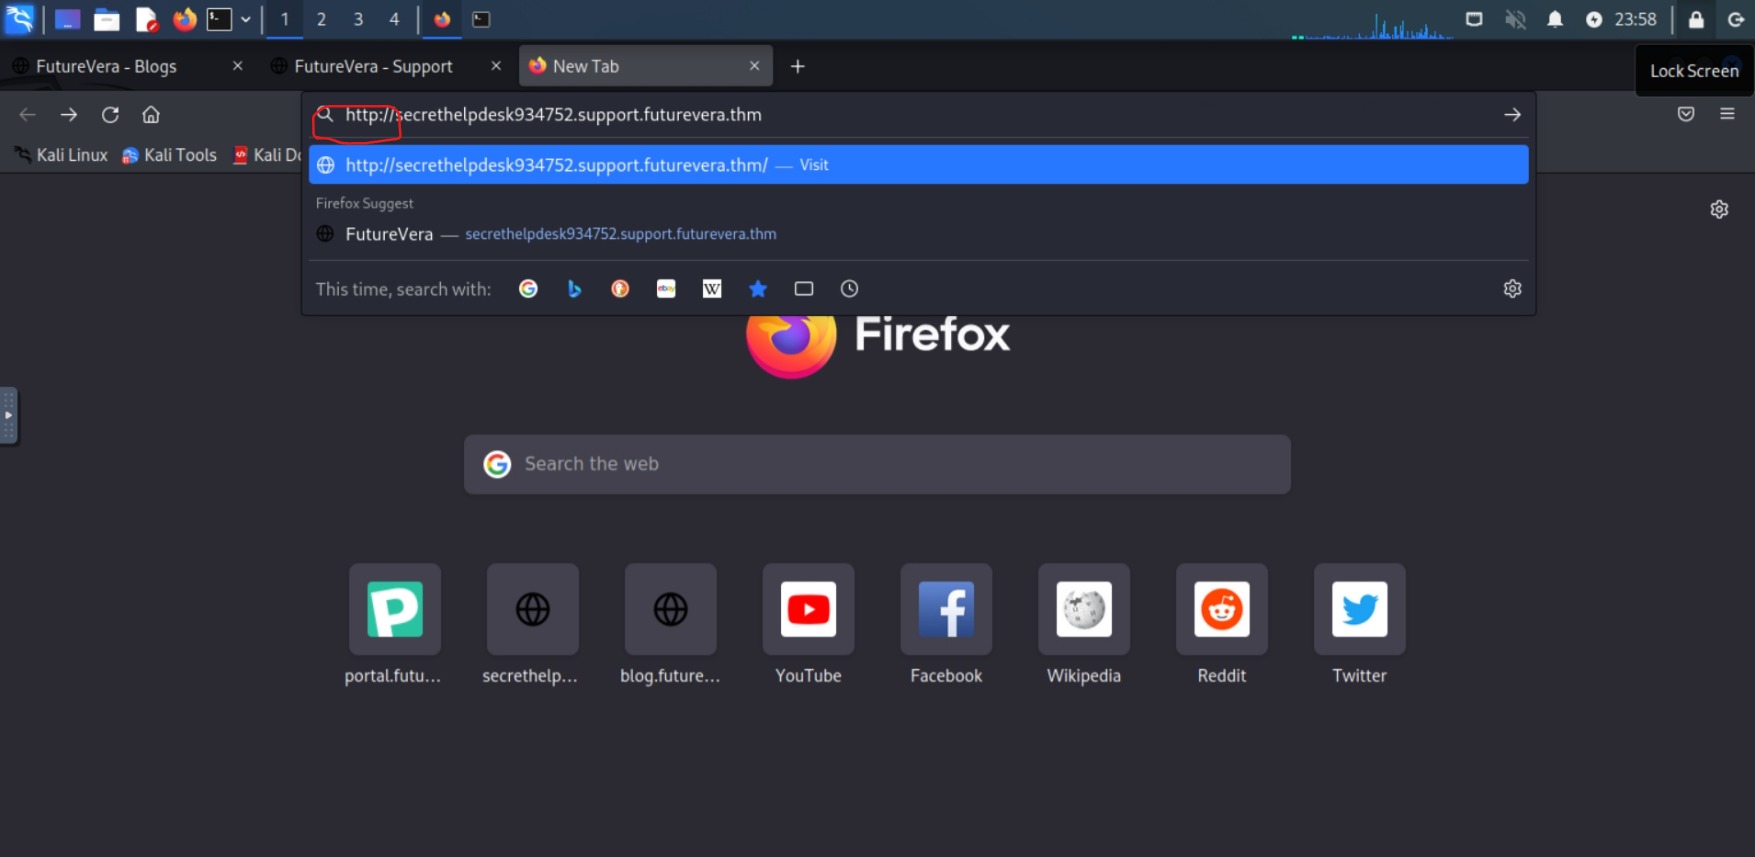 1 2 3 4 23:58
FutureVera - Blogs FutureVera - Support New Tab
Lock Screen
http://secrethelpdesk934752.support.futurevera.thm
Kali Linux Kali Tools Kali Do
http://secrethelpdesk934752.support.futurevera.thm/ — Visit
Firefox Suggest
FutureVera — secrethelpdesk934752.support.futurevera.thm
This time, search with: ebay W
Firefox
Search the web
portal.futu... secrethelp... blog.future... YouTube Facebook Wikipedia Reddit Twitter